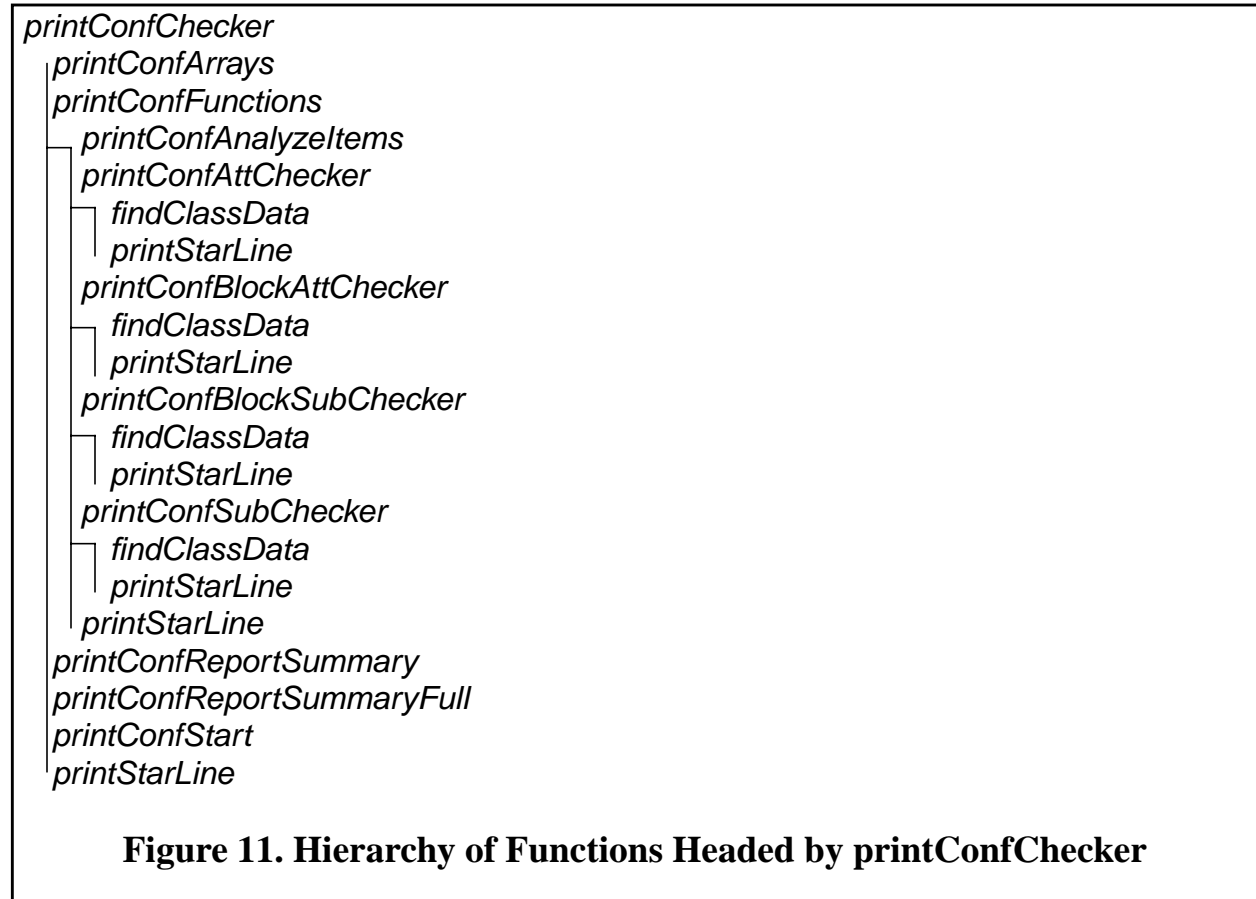 printConfChecker
printConfArrays
printConfFunctions
printConfAnalyzeItems
printConfAttChecker
findClassData
printStarLine
printConfBlockAttChecker
findClassData
printStarLine
printConfBlockSubChecker
findClassData
printStarLine
printConfSubChecker
findClassData
printStarLine
printStarLine
printConfReportSummary
printConfReportSummaryFull
printConfStart
printStarLine
Figure 11. Hierarchy of Functions Headed by printConfChecker